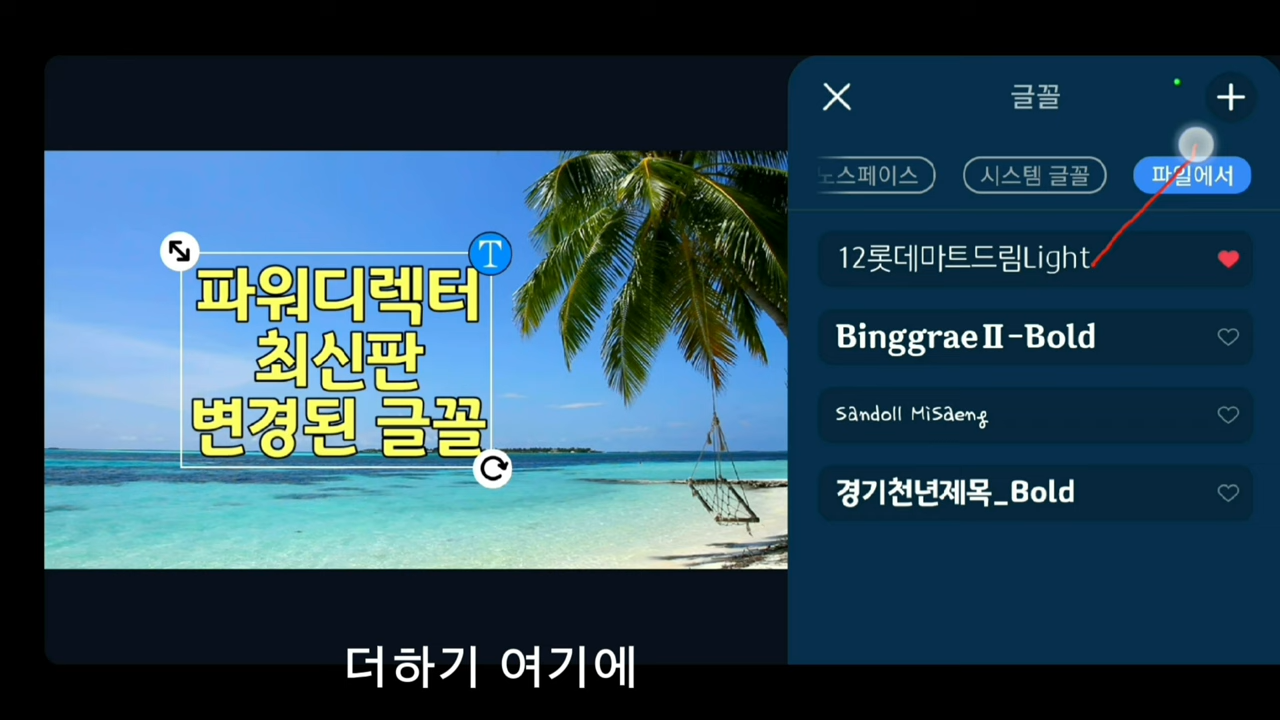 글꼴
노스페이스
시스템 글꼴
파일에서
12롯데마트드림Light
BinggraeⅡ-Bold
Sandoll MiSaeng
경기천년제목_Bold
T
파워디렉터
최신판
변경된 글꼴
더하기 여기에